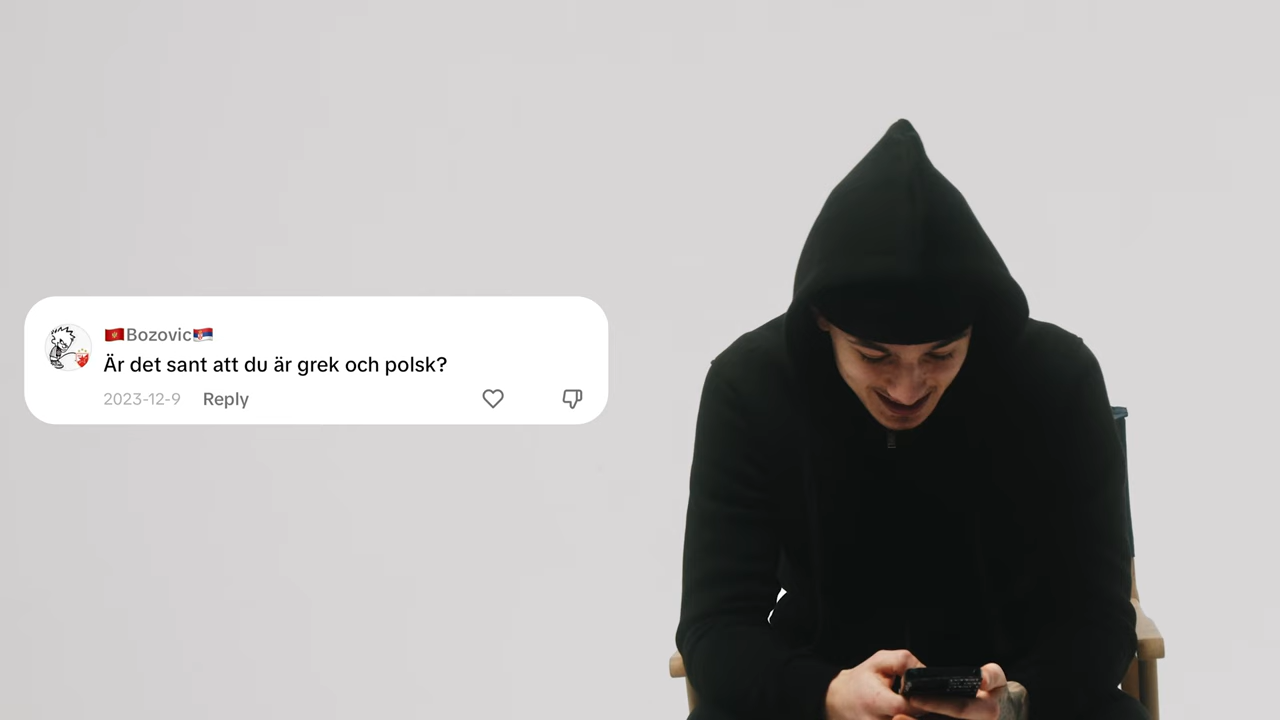 🇲🇪Bozovic🇷🇸
Är det sant att du är grek och polsk?
2023-12-9 Reply